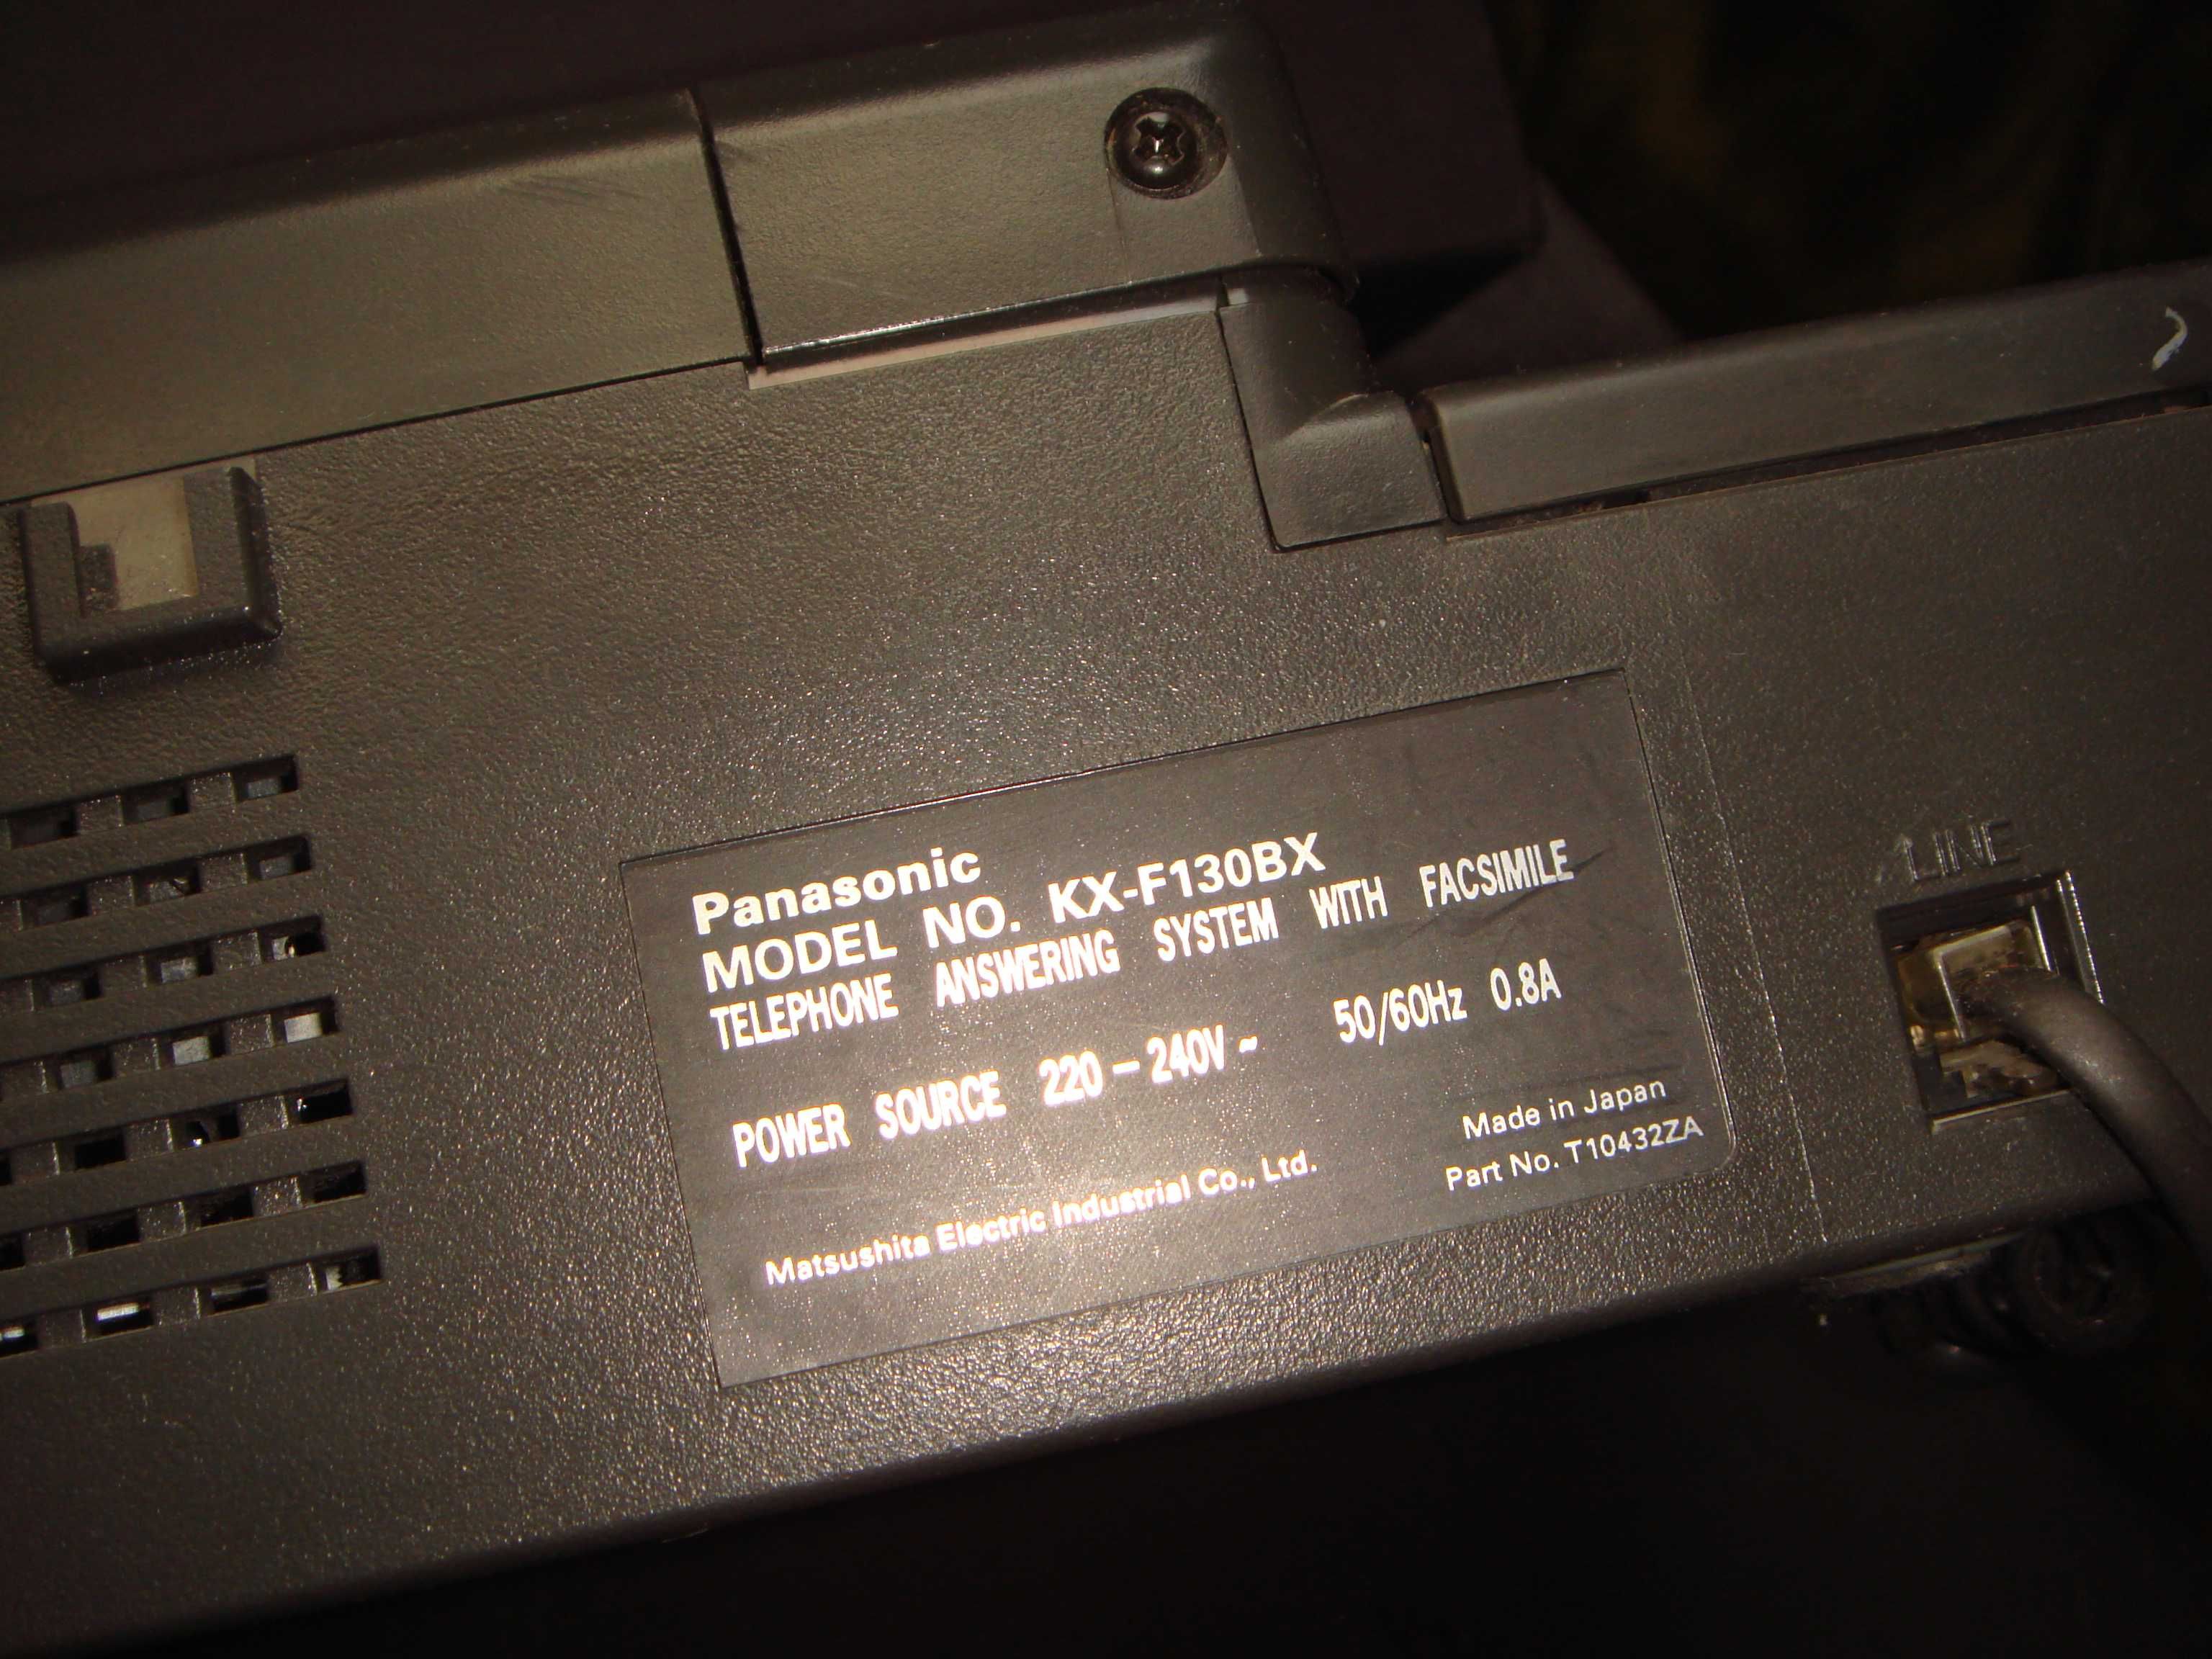 Panasonic
MODEL NO. KX-F130BX
TELEPHONE ANSWERING SYSTEM WITH FACSIMILE
POWER SOURCE 220 – 240V ~ 50/60Hz 0.8A
Matsushita Electric Industrial Co., Ltd.
Made in Japan
Part No. T10432ZA
LINE